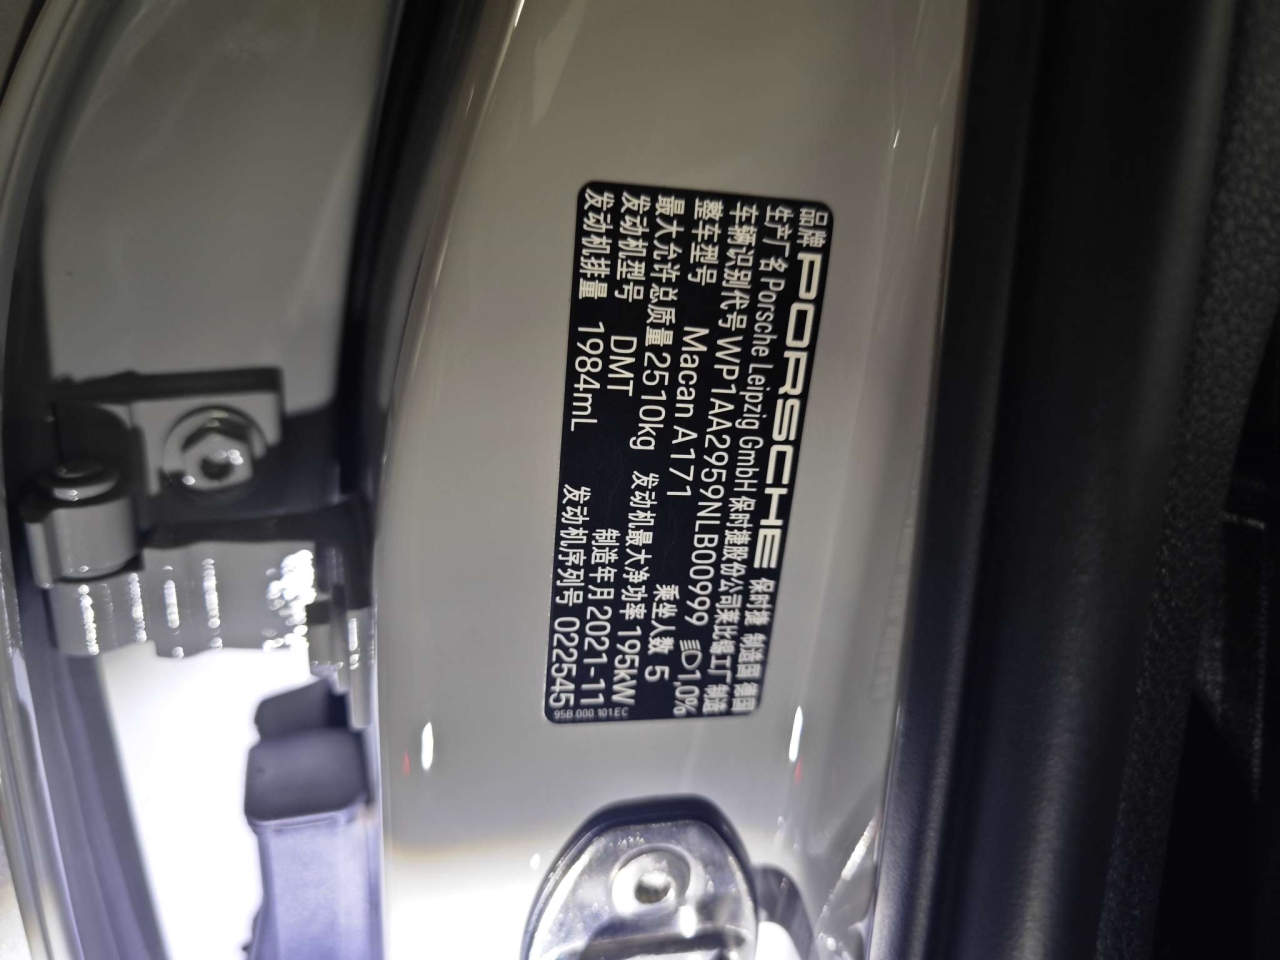 品牌 PORSCHE 保时捷 制造国 德国
生产厂名 Porsche Leipzig GmbH 保时捷股份公司莱比锡工厂 制造
车辆识别代号 WP1AA2959NLB00999 1,0%
整车型号 Macan A171 乘坐人数 5
最大允许总质量 2510kg 发动机最大净功率 195kW
发动机型号 DMT 制造年月 2021-11
发动机排量 1984mL 发动机序列号 022545
95B.000.101.EC